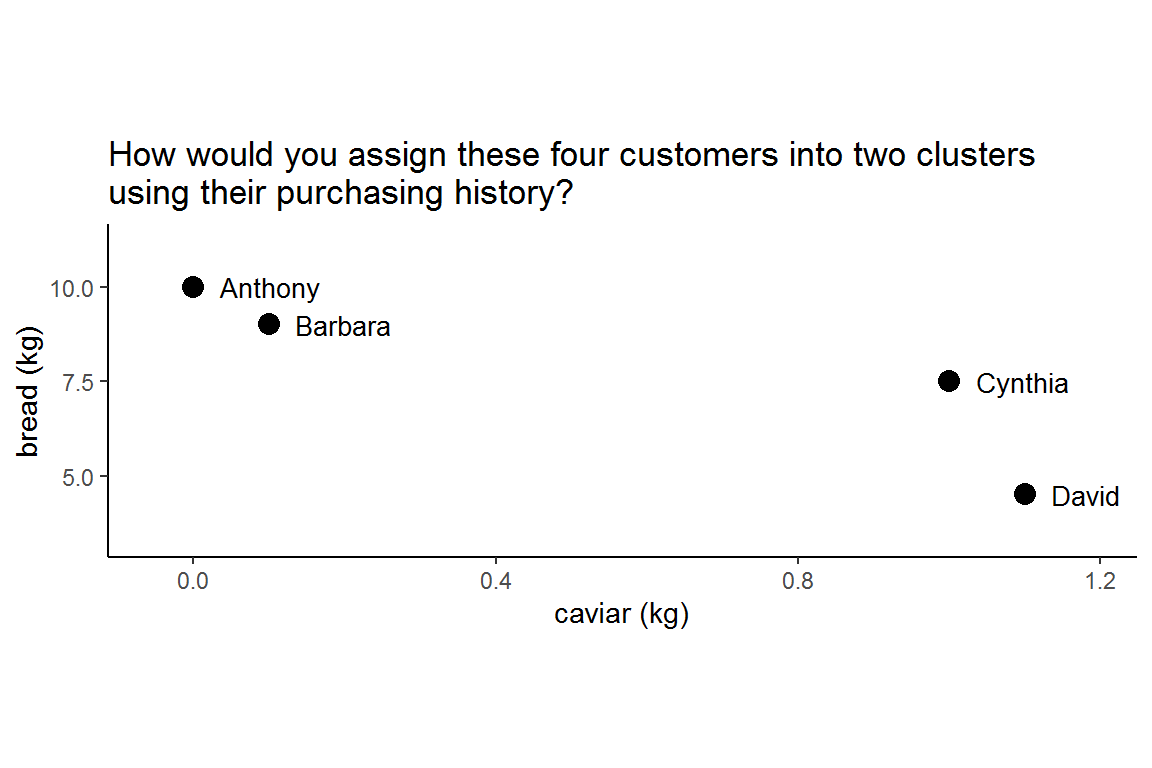 How would you assign these four customers into two clusters
using their purchasing history?
10.0
7.5
5.0
bread (kg)
Anthony
Barbara
Cynthia
David
0.0
0.4
0.8
1.2
caviar (kg)